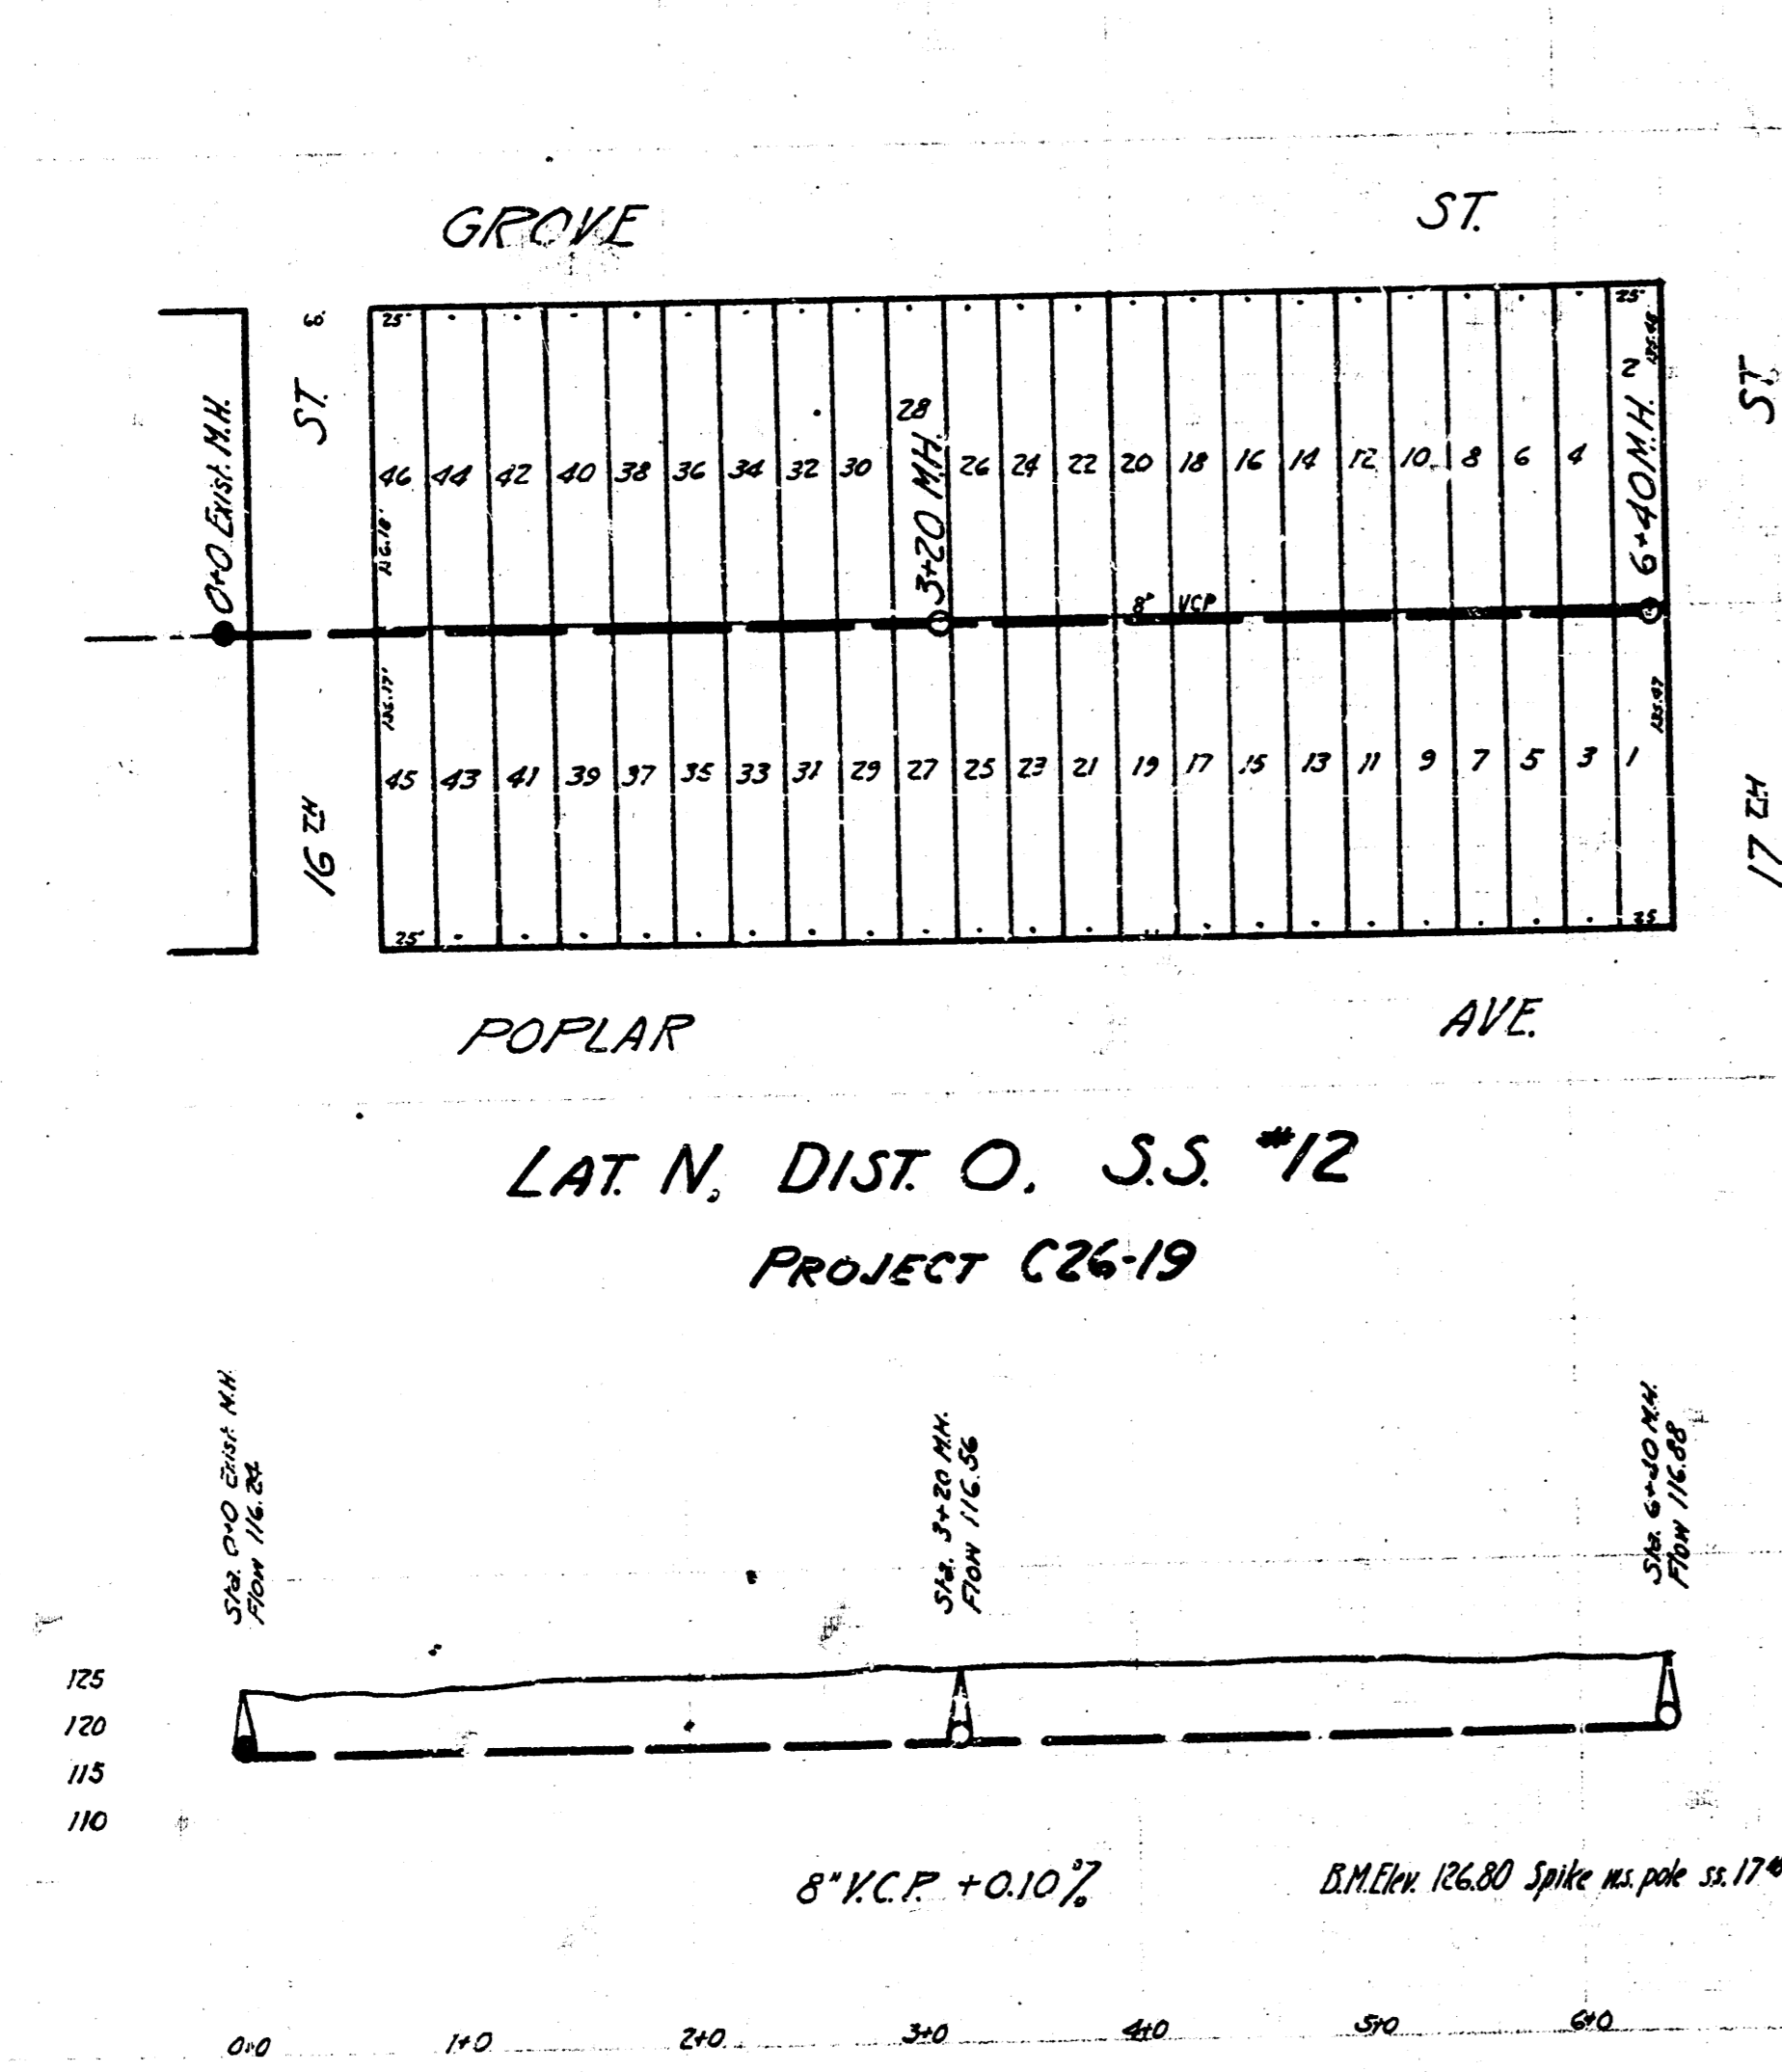 GROVE ST.
60' 25' 25'
0+0 Exist. M.H.
ST.
ST.
135.48
2
28
46 44 42 40 38 36 34 32 30 26 24 22 20 18 16 14 12 10 8 6 4
3+20 M.H.
6+40 M.H.
8" VCP
135.47
45 43 41 39 37 35 33 31 29 27 25 23 21 19 17 15 13 11 9 7 5 3 1
16 TH
17 TH
25' 25
POPLAR AVE.
LAT. N, DIST. O. S.S. #12
PROJECT C26-19
Sta. 0+0 Exist. M.H.
Flow 116.24
Sta. 3+20 M.H.
Flow 116.56
Sta. 6+40 M.H.
Flow 116.88
125
120
115
110
8" V.C.P. +0.10%
B.M.Elev. 126.80 Spike pole ss. 17th
0+0 1+0 2+0 3+0 4+0 5+0 6+0